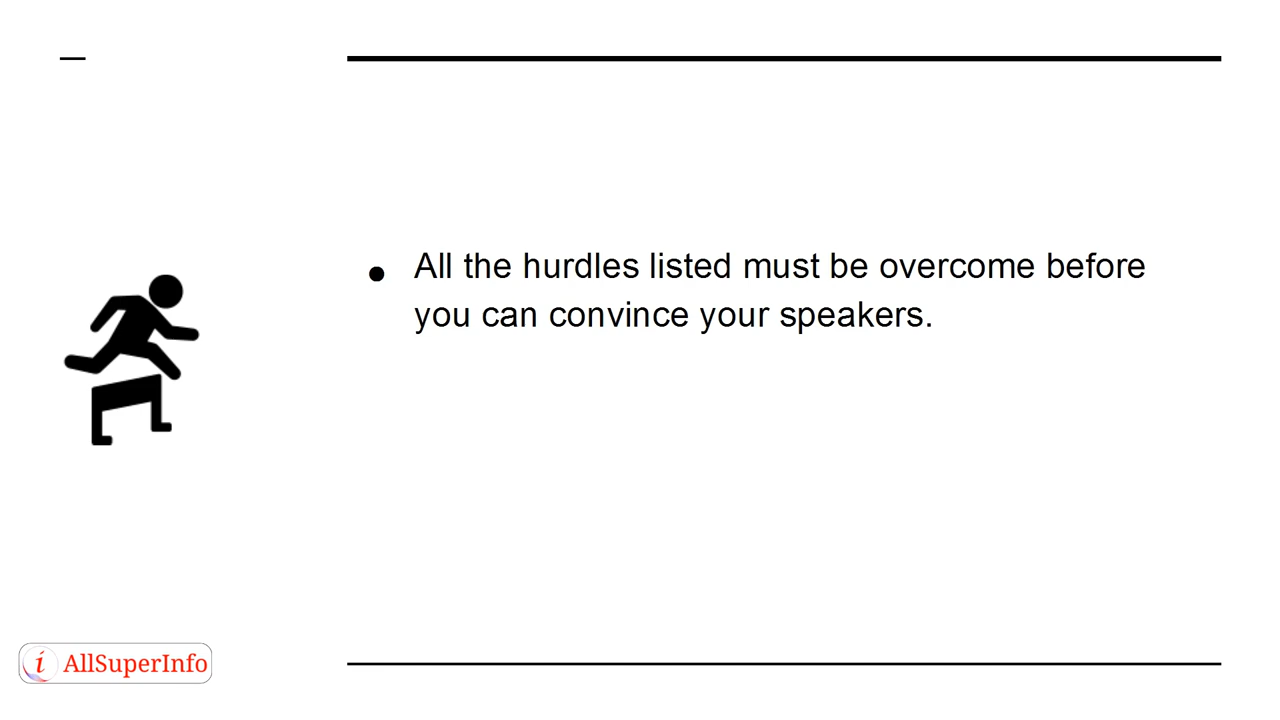 ● All the hurdles listed must be overcome before
you can convince your speakers.
i AllSuperInfo